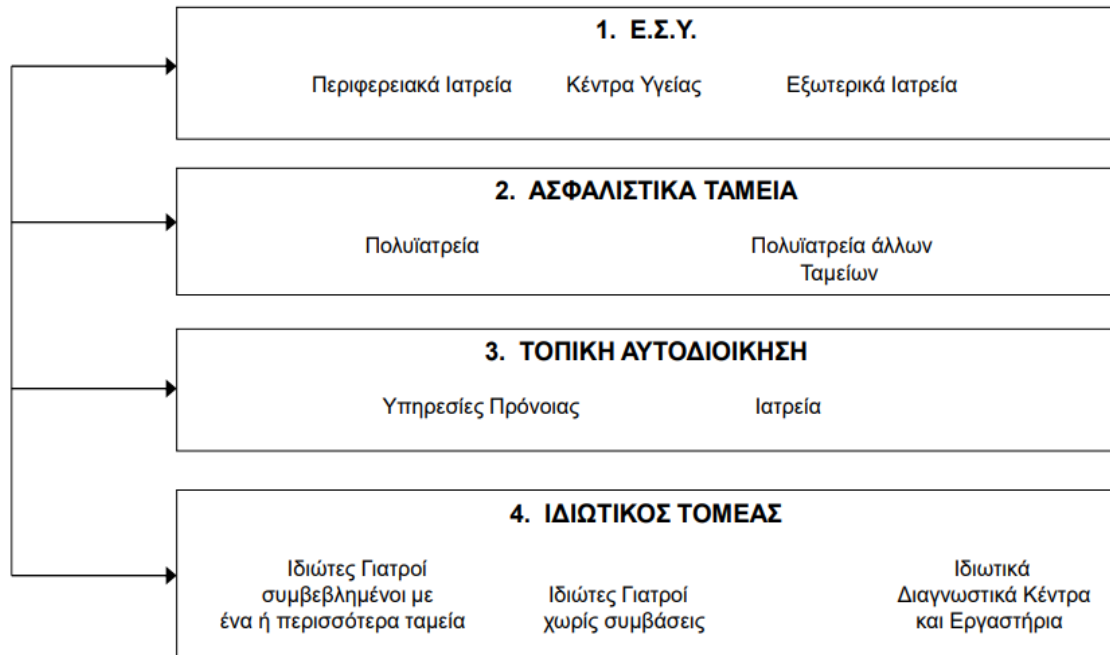 1. Ε.Σ.Υ.
Περιφερειακά Ιατρεία Κέντρα Υγείας Εξωτερικά Ιατρεία
2. ΑΣΦΑΛΙΣΤΙΚΑ ΤΑΜΕΙΑ
Πολυϊατρεία
Πολυϊατρεία άλλων
Ταμείων
3. ΤΟΠΙΚΗ ΑΥΤΟΔΙΟΙΚΗΣΗ
Υπηρεσίες Πρόνοιας Ιατρεία
4. ΙΔΙΩΤΙΚΟΣ ΤΟΜΕΑΣ
Ιδιώτες Γιατροί
συμβεβλημένοι με
ένα ή περισσότερα ταμεία
Ιδιώτες Γιατροί
χωρίς συμβάσεις
Ιδιωτικά
Διαγνωστικά Κέντρα
και Εργαστήρια